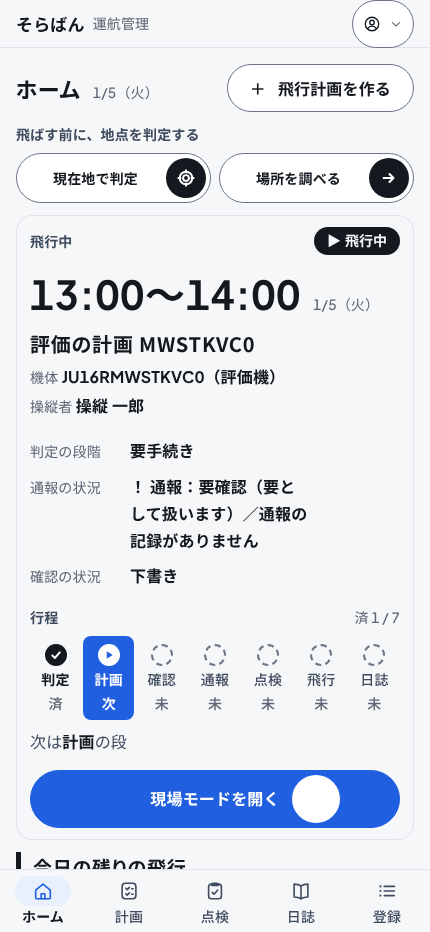 そらばん 運航管理
ホーム 1/5（火）
＋ 飛行計画を作る
飛ばす前に、地点を判定する
現在地で判定
場所を調べる
飛行中
▶ 飛行中
13:00〜14:00 1/5（火）
評価の計画 MWSTKVC0
機体 JU16RMWSTKVC0（評価機）
操縦者 操縦 一郎
判定の段階 要手続き
通報の状況 ！ 通報：要確認（要と
して扱います）／通報の
記録がありません
確認の状況 下書き
行程 済 1 / 7
判定 計画 確認 通報 点検 飛行 日誌
済 次 未 未 未 未 未
次は計画の段
現場モードを開く
今日の残りの飛行
ホーム 計画 点検 日誌 登録